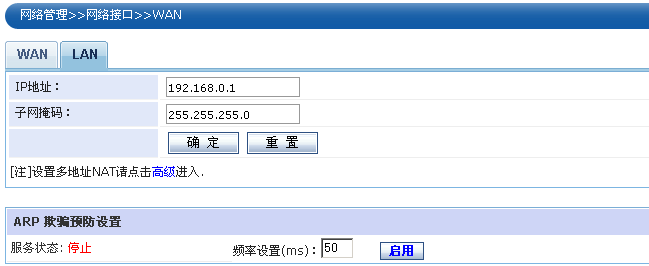 网络管理>>网络接口>>WAN
WAN LAN
IP地址： 192.168.0.1
子网掩码： 255.255.255.0
确 定 重 置
[注]设置多地址NAT请点击高级进入.
ARP 欺骗预防设置
服务状态: 停止 频率设置(ms)： 50 启用